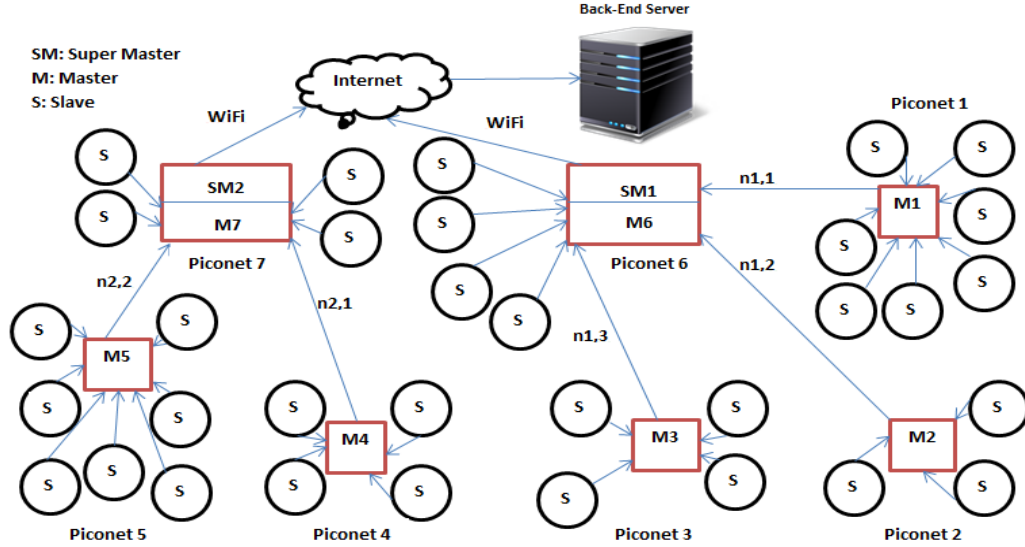 Back-End Server
SM: Super Master
M: Master
S: Slave
Internet
WiFi
WiFi
Piconet 1
S
S
S
S
S
S
S
M1
n1,1
S
S
S
S
SM2
M7
Piconet 7
S
S
S
S
SM1
M6
Piconet 6
n1,2
n2,2
n2,1
n1,3
S
S
M5
S
S
S
S
S
Piconet 5
S
S
M4
S
S
Piconet 4
S
S
M3
S
S
Piconet 3
S
M2
S
S
Piconet 2